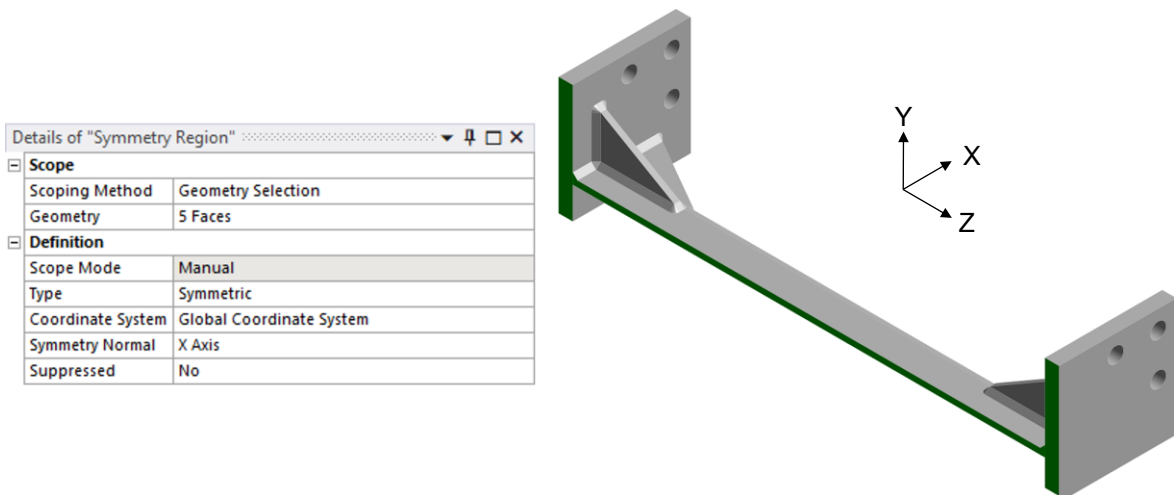 Details of "Symmetry Region"
Scope
Scoping Method Geometry Selection
Geometry 5 Faces
Definition
Scope Mode Manual
Type Symmetric
Coordinate System Global Coordinate System
Symmetry Normal X Axis
Suppressed No
Y
X
Z